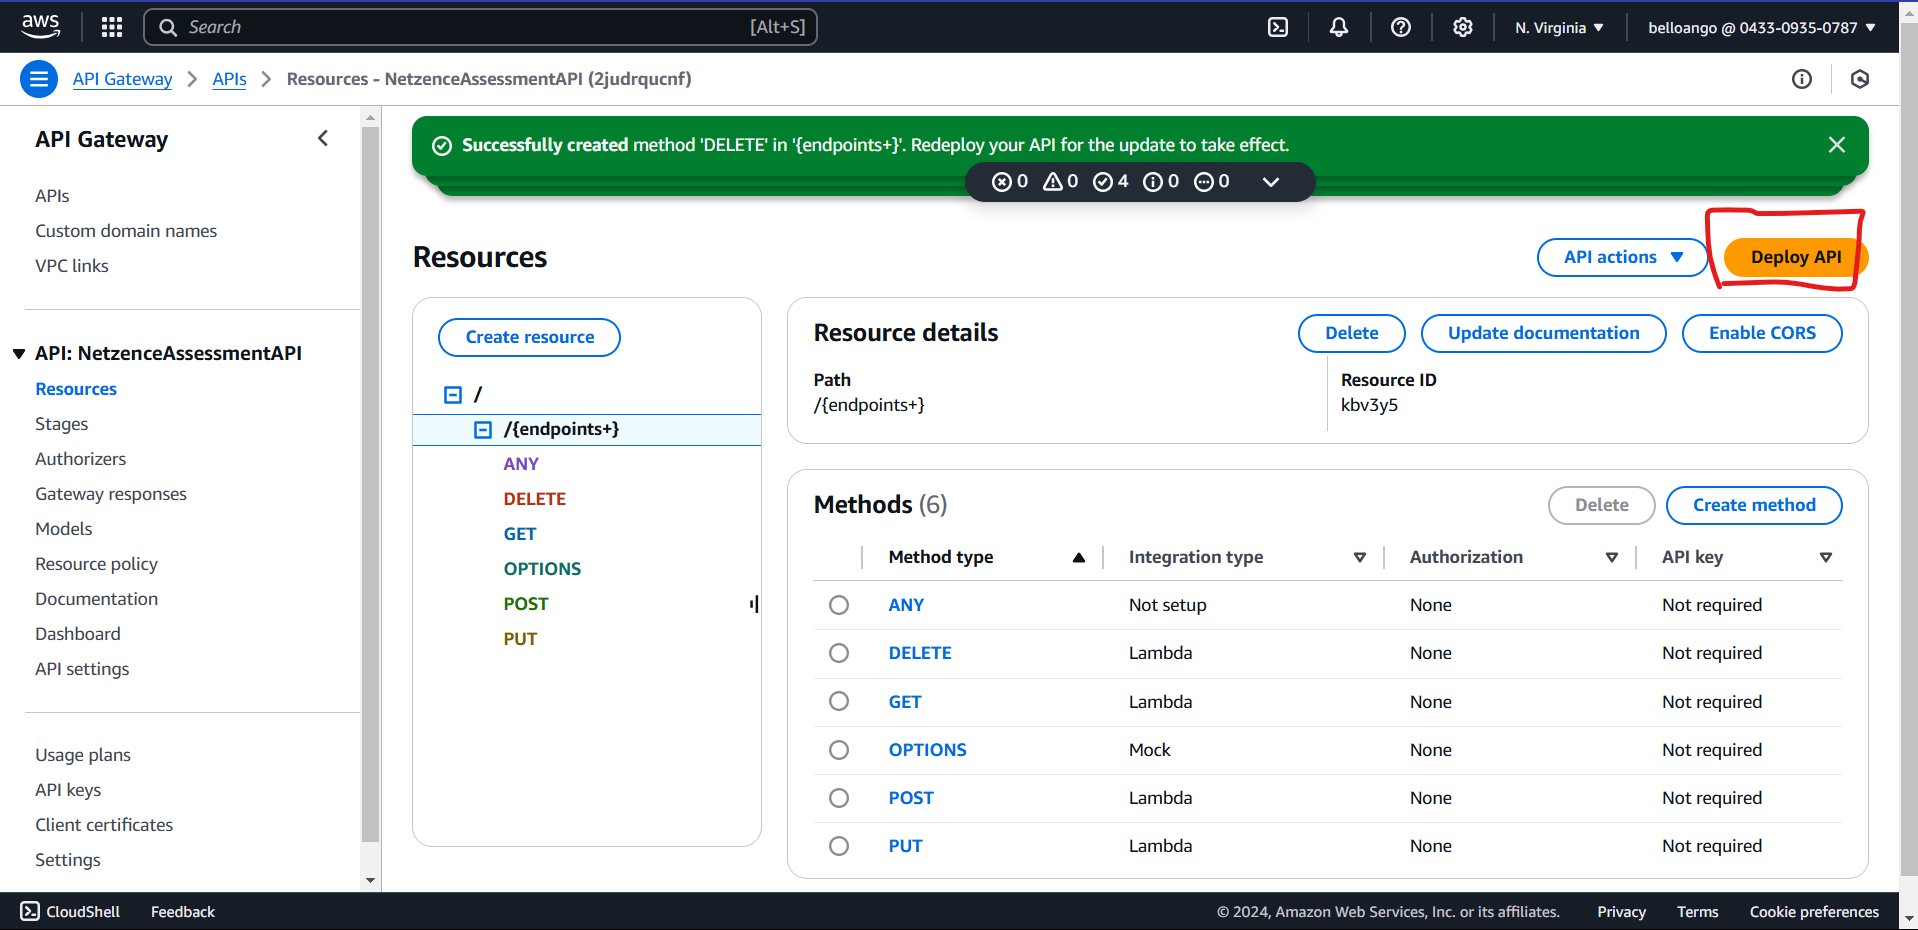 aws
Search [Alt+S]
N. Virginia
belloango @ 0433-0935-0787
API Gateway
APIs
Resources - NetzenceAssessmentAPI (2judrqucnf)
API Gateway
APIs
Custom domain names
VPC links
API: NetzenceAssessmentAPI
Resources
Stages
Authorizers
Gateway responses
Models
Resource policy
Documentation
Dashboard
API settings
Usage plans
API keys
Client certificates
Settings
Successfully created method 'DELETE' in '{endpoints+}'. Redeploy your API for the update to take effect.
0 0 4 0 0
Resources
API actions
Deploy API
Create resource
/
/{endpoints+}
ANY
DELETE
GET
OPTIONS
POST
PUT
Resource details
Delete
Update documentation
Enable CORS
Path
/{endpoints+}
Resource ID
kbv3y5
Methods (6)
Delete
Create method
Method type Integration type Authorization API key
ANY Not setup None Not required
DELETE Lambda None Not required
GET Lambda None Not required
OPTIONS Mock None Not required
POST Lambda None Not required
PUT Lambda None Not required
CloudShell
Feedback
© 2024, Amazon Web Services, Inc. or its affiliates.
Privacy
Terms
Cookie preferences